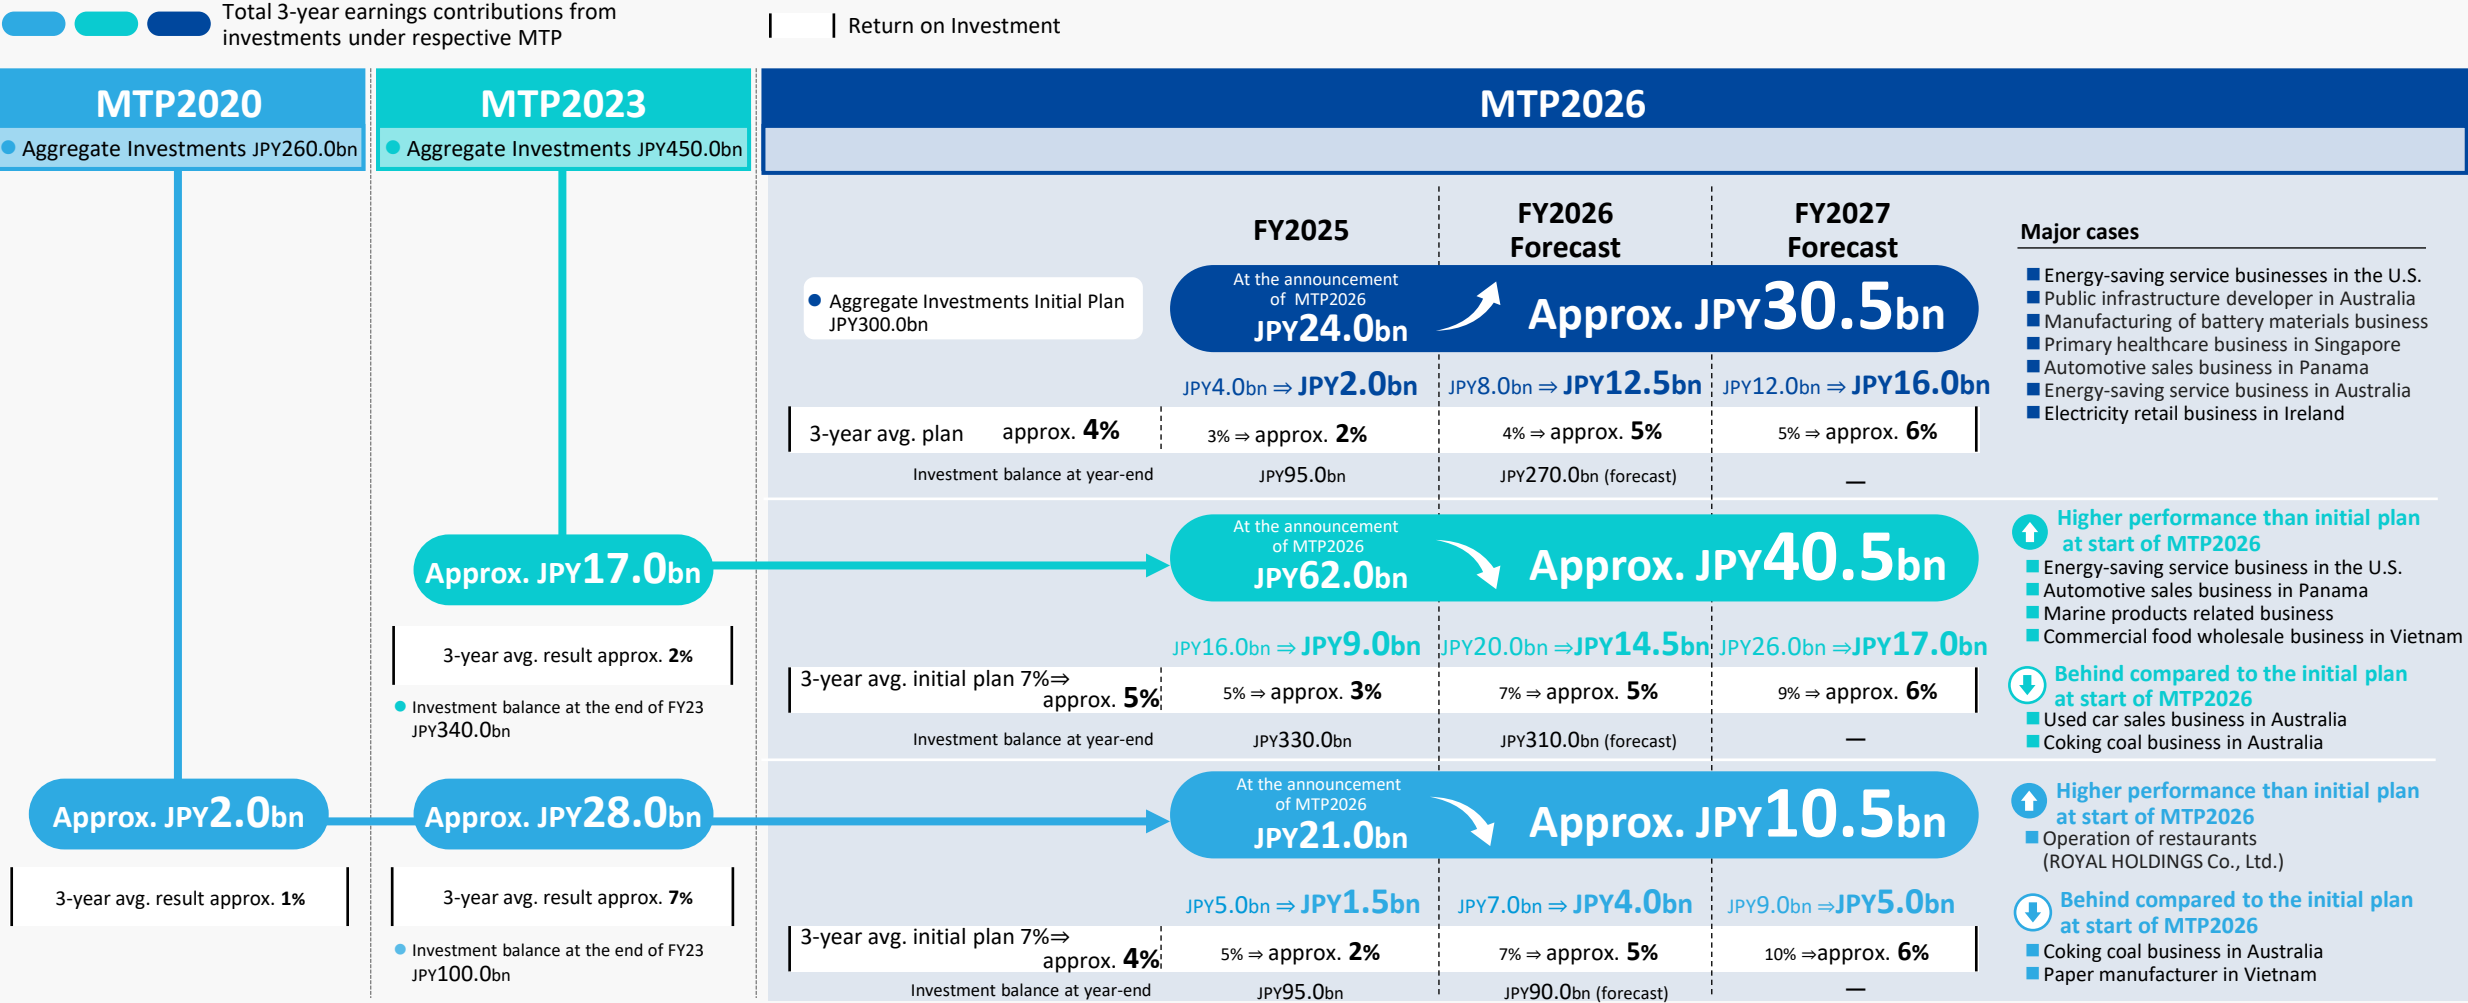 Total 3-year earnings contributions from
investments under respective MTP
Return on Investment
MTP2020
Aggregate Investments JPY260.0bn
MTP2023
Aggregate Investments JPY450.0bn
MTP2026
FY2025
FY2026
Forecast
FY2027
Forecast
Major cases
Aggregate Investments Initial Plan
JPY300.0bn
At the announcement
of MTP2026
JPY24.0bn
Approx. JPY30.5bn
JPY4.0bn ⇒ JPY2.0bn
JPY8.0bn ⇒ JPY12.5bn
JPY12.0bn ⇒ JPY16.0bn
3-year avg. plan approx. 4%
3% ⇒ approx. 2%
4% ⇒ approx. 5%
5% ⇒ approx. 6%
Investment balance at year-end
JPY95.0bn
JPY270.0bn (forecast)
—
Energy-saving service businesses in the U.S.
Public infrastructure developer in Australia
Manufacturing of battery materials business
Primary healthcare business in Singapore
Automotive sales business in Panama
Energy-saving service business in Australia
Electricity retail business in Ireland
Approx. JPY17.0bn
3-year avg. result approx. 2%
Investment balance at the end of FY23
JPY340.0bn
At the announcement
of MTP2026
JPY62.0bn
Approx. JPY40.5bn
JPY16.0bn ⇒ JPY9.0bn
JPY20.0bn ⇒JPY14.5bn
JPY26.0bn ⇒JPY17.0bn
3-year avg. initial plan 7%⇒
approx. 5%
5% ⇒ approx. 3%
7% ⇒ approx. 5%
9% ⇒ approx. 6%
Investment balance at year-end
JPY330.0bn
JPY310.0bn (forecast)
—
Higher performance than initial plan
at start of MTP2026
Energy-saving service business in the U.S.
Automotive sales business in Panama
Marine products related business
Commercial food wholesale business in Vietnam
Behind compared to the initial plan
at start of MTP2026
Used car sales business in Australia
Coking coal business in Australia
Approx. JPY2.0bn
3-year avg. result approx. 1%
Approx. JPY28.0bn
3-year avg. result approx. 7%
Investment balance at the end of FY23
JPY100.0bn
At the announcement
of MTP2026
JPY21.0bn
Approx. JPY10.5bn
JPY5.0bn ⇒ JPY1.5bn
JPY7.0bn ⇒ JPY4.0bn
JPY9.0bn ⇒JPY5.0bn
3-year avg. initial plan 7%⇒
approx. 4%
5% ⇒ approx. 2%
7% ⇒ approx. 5%
10% ⇒approx. 6%
Investment balance at year-end
JPY95.0bn
JPY90.0bn (forecast)
—
Higher performance than initial plan
at start of MTP2026
Operation of restaurants
(ROYAL HOLDINGS Co., Ltd.)
Behind compared to the initial plan
at start of MTP2026
Coking coal business in Australia
Paper manufacturer in Vietnam